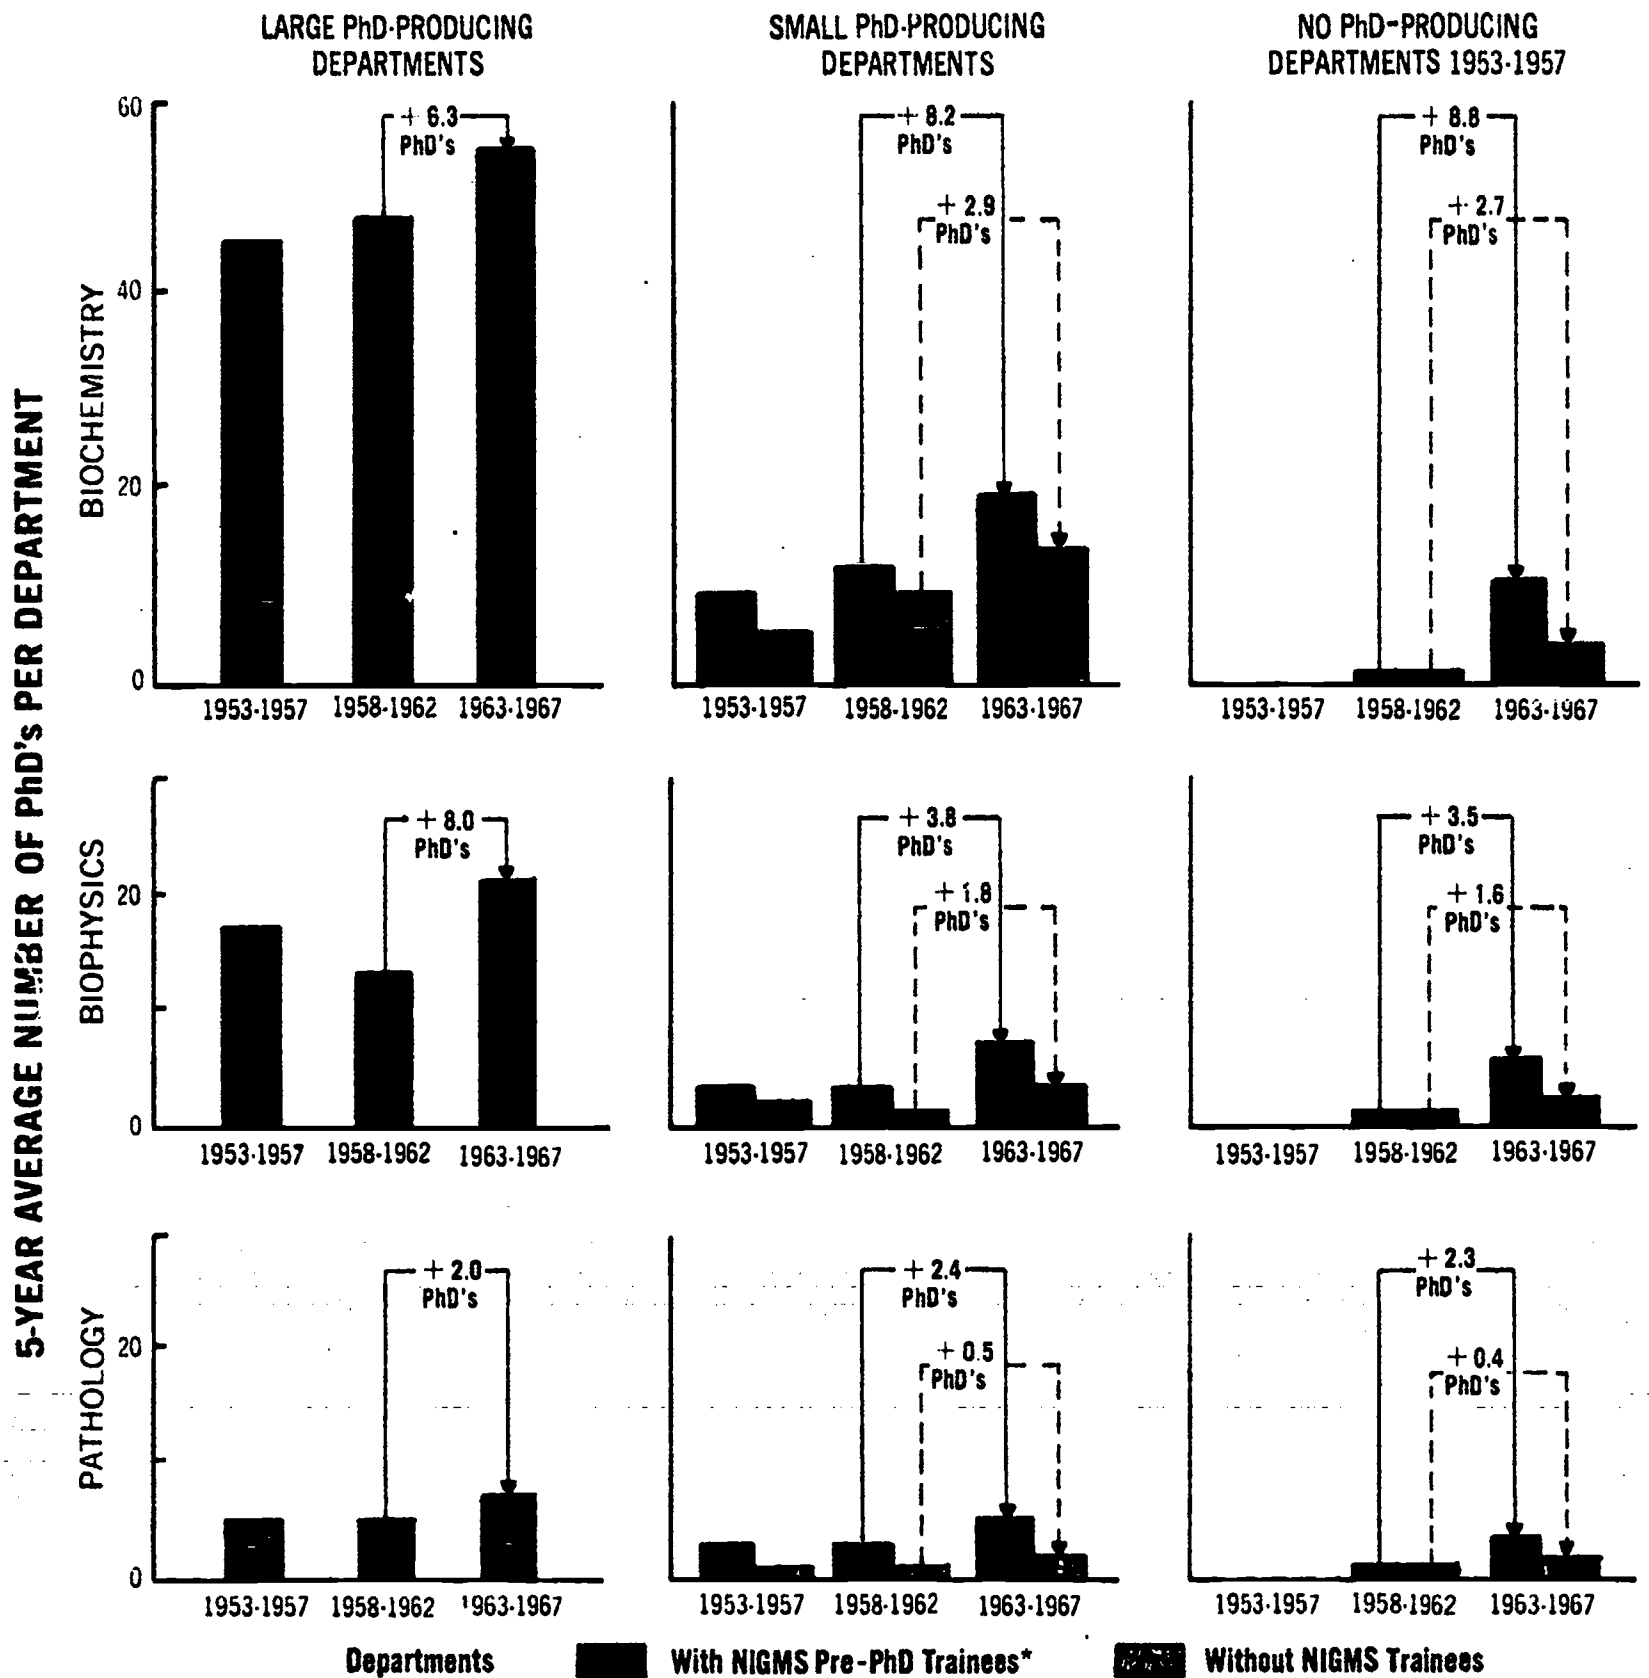 LARGE PhD-PRODUCING
DEPARTMENTS
SMALL PhD-PRODUCING
DEPARTMENTS
NO PhD-PRODUCING
DEPARTMENTS 1953-1957
5-YEAR AVERAGE NUMBER OF PhD's PER DEPARTMENT
BIOCHEMISTRY
60
40
20
0
+ 6.3
PhD's
1953-1957 1958-1962 1963-1967
+ 8.2
PhD's
+ 2.9
PhD's
1953-1957 1958-1962 1963-1967
+ 8.8
PhD's
+ 2.7
PhD's
1953-1957 1958-1962 1963-1967
BIOPHYSICS
20
0
+ 8.0
PhD's
1953-1957 1958-1962 1963-1967
+ 3.8
PhD's
+ 1.8
PhD's
1953-1957 1958-1962 1963-1967
+ 3.5
PhD's
+ 1.6
PhD's
1953-1957 1958-1962 1963-1967
PATHOLOGY
20
0
+ 2.0
PhD's
1953-1957 1958-1962 1963-1967
+ 2.4
PhD's
+ 0.5
PhD's
1953-1957 1958-1962 1963-1967
+ 2.3
PhD's
+ 0.4
PhD's
1953-1957 1958-1962 1963-1967
Departments With NIGMS Pre-PhD Trainees* Without NIGMS Trainees